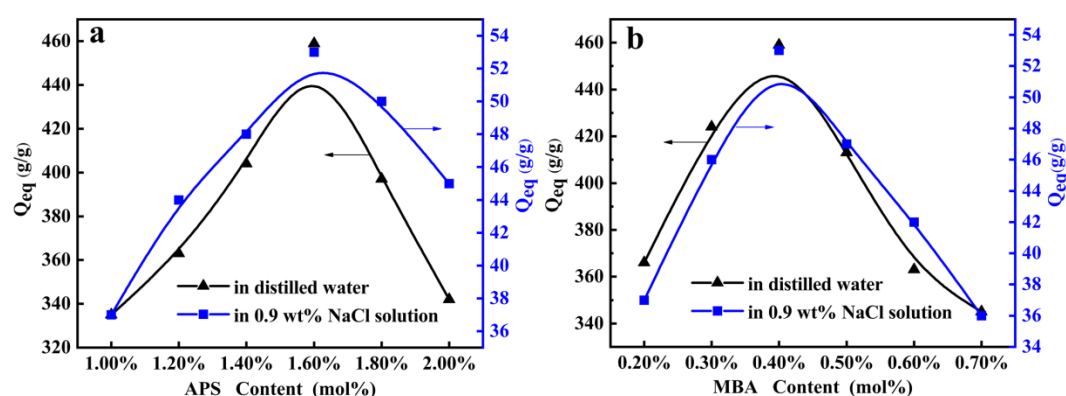 a
460
440
420
400
380
360
340
320
Qeq (g/g)
54
52
50
48
46
44
42
40
38
36
Qeq (g/g)
in distilled water
in 0.9 wt% NaCl solution
1.00% 1.20% 1.40% 1.60% 1.80% 2.00%
APS Content (mol%)
b
460
440
420
400
380
360
340
Qeq (g/g)
54
52
50
48
46
44
42
40
38
36
34
Qeq (g/g)
in distilled water
in 0.9 wt% NaCl solution
0.20% 0.30% 0.40% 0.50% 0.60% 0.70%
MBA Content (mol%)